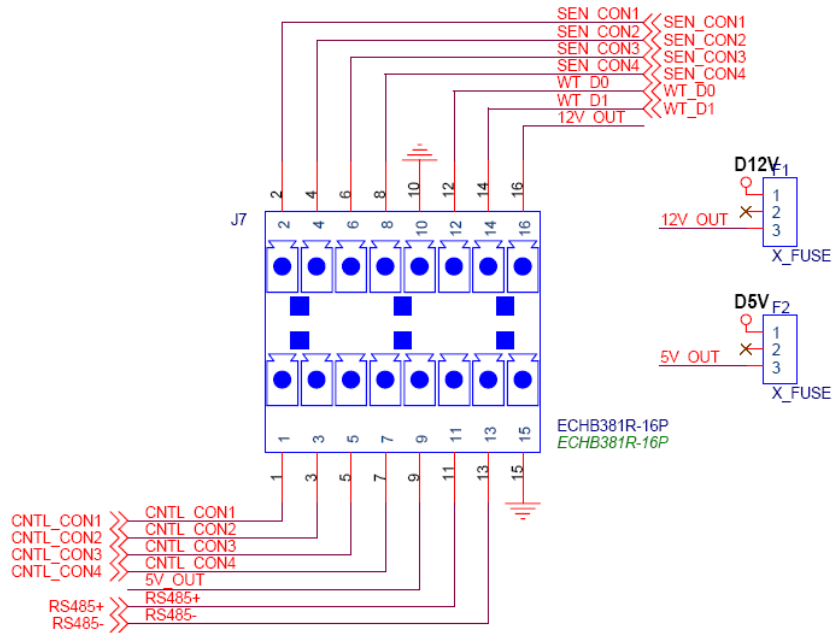 SEN_CON1
SEN_CON1
SEN_CON2
SEN_CON2
SEN_CON3
SEN_CON3
SEN_CON4
SEN_CON4
WT_D0
WT_D0
WT_D1
WT_D1
12V_OUT
2 4 6 8 10 12 14 16
J7
2 4 6 8 10 12 14 16
D12V
F1
1
2
3
12V_OUT
X_FUSE
D5V
F2
1
2
3
5V_OUT
X_FUSE
1 3 5 7 9 11 13 15
ECHB381R-16P
ECHB381R-16P
1 3 5 7 9 11 13 15
CNTL_CON1
CNTL_CON1
CNTL_CON2
CNTL_CON2
CNTL_CON3
CNTL_CON3
CNTL_CON4
CNTL_CON4
5V_OUT
RS485+
RS485+
RS485-
RS485-